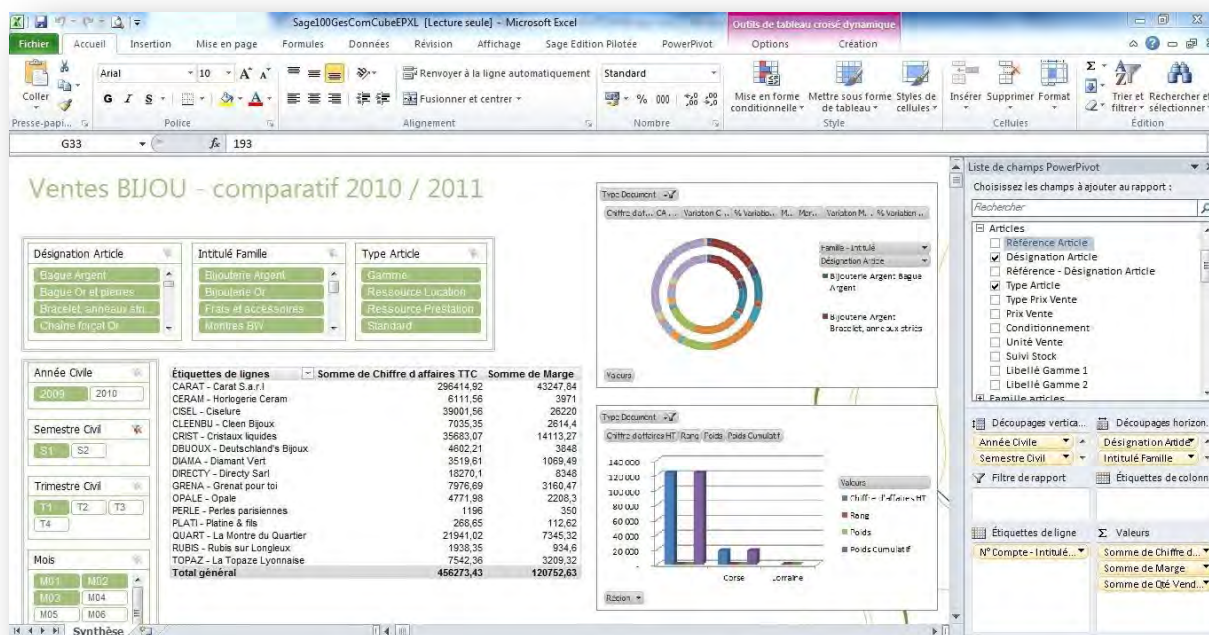 Sage100GesComCubeEPXL [Lecture seule] - Microsoft Excel
Outils de tableau croisé dynamique
Fichier Accueil Insertion Mise en page Formules Données Révision Affichage Sage Edition Pilotée PowerPivot Options Création
Coller
Arial 10
G I S
Renvoyer à la ligne automatiquement
Fusionner et centrer
Standard
% 000
Mise en forme conditionnelle
Mettre sous forme de tableau
Styles de cellules
Insérer Supprimer Format
Trier et filtrer
Rechercher et sélectionner
Presse-papi... Police Alignement Nombre Style Cellules Édition
G33 fx 193
Ventes BIJOU - comparatif 2010 / 2011
Désignation Article
Bague Argent
Bague Or et pierres
Bracelet, anneaux stri...
Chaîne forçat Or
Intitulé Famille
Bijouterie Argent
Bijouterie Or
Frais et accessoires
Montres BW
Type Article
Gamme
Ressource Location
Ressource Prestation
Standard
Année Civile
2009 2010
Semestre Civil
S1 S2
Trimestre Civil
T1 T2 T3
T4
Mois
M01 M02
M03 M04
M05 M06
Étiquettes de lignes Somme de Chiffre d affaires TTC Somme de Marge
CARAT - Carat S.a.r.l 296414,92 43247,84
CERAM - Horlogerie Ceram 6111,56 3971
CISEL - Ciselure 39001,56 26220
CLEENBU - Cleen Bijoux 7035,35 2614,4
CRIST - Cristaux liquides 35683,07 14113,27
DBIJOUX - Deutschland's Bijoux 4602,21 3848
DIAMA - Diamant Vert 3519,61 1069,49
DIRECTY - Directy Sarl 18270,1 8348
GRENA - Grenat pour toi 7976,69 3160,47
OPALE - Opale 4771,98 2208,3
PERLE - Perles parisiennes 1196 350
PLATI - Platine & fils 268,65 112,62
QUART - La Montre du Quartier 21941,02 7345,32
RUBIS - Rubis sur Longleux 1938,35 934,6
TOPAZ - La Topaze Lyonnaise 7542,36 3209,32
Total général 456273,43 120752,63
Type Document
Chiffre d'af... CA ... Variation C... % Variatio... M... Mar... Variation M... % Variation ...
Famille - Intitulé
Désignation Article
Bijouterie Argent Bague Argent
Bijouterie Argent Bracelet, anneaux striés
Valeurs
Type Document
Chiffre d'affaires HT Rang Poids Poids Cumulatif
140 000
120 000
100 000
80 000
60 000
40 000
20 000
-
Corse Lorraine
Valeurs
Chiffre d'affaires HT
Rang
Poids
Poids Cumulatif
Région
Liste de champs PowerPivot
Choisissez les champs à ajouter au rapport :
Rechercher
Articles
Référence Article
Désignation Article
Référence - Désignation Article
Type Article
Type Prix Vente
Prix Vente
Conditionnement
Unité Vente
Suivi Stock
Libellé Gamme 1
Libellé Gamme 2
Famille articles
Découpages vertica... Découpages horizon...
Année Civile Désignation Article
Semestre Civil Intitulé Famille
Filtre de rapport Étiquettes de colonn
Étiquettes de ligne Σ Valeurs
N° Compte - Intitulé... Somme de Chiffre d...
Somme de Marge
Somme de Qté Vend...
Synthèse